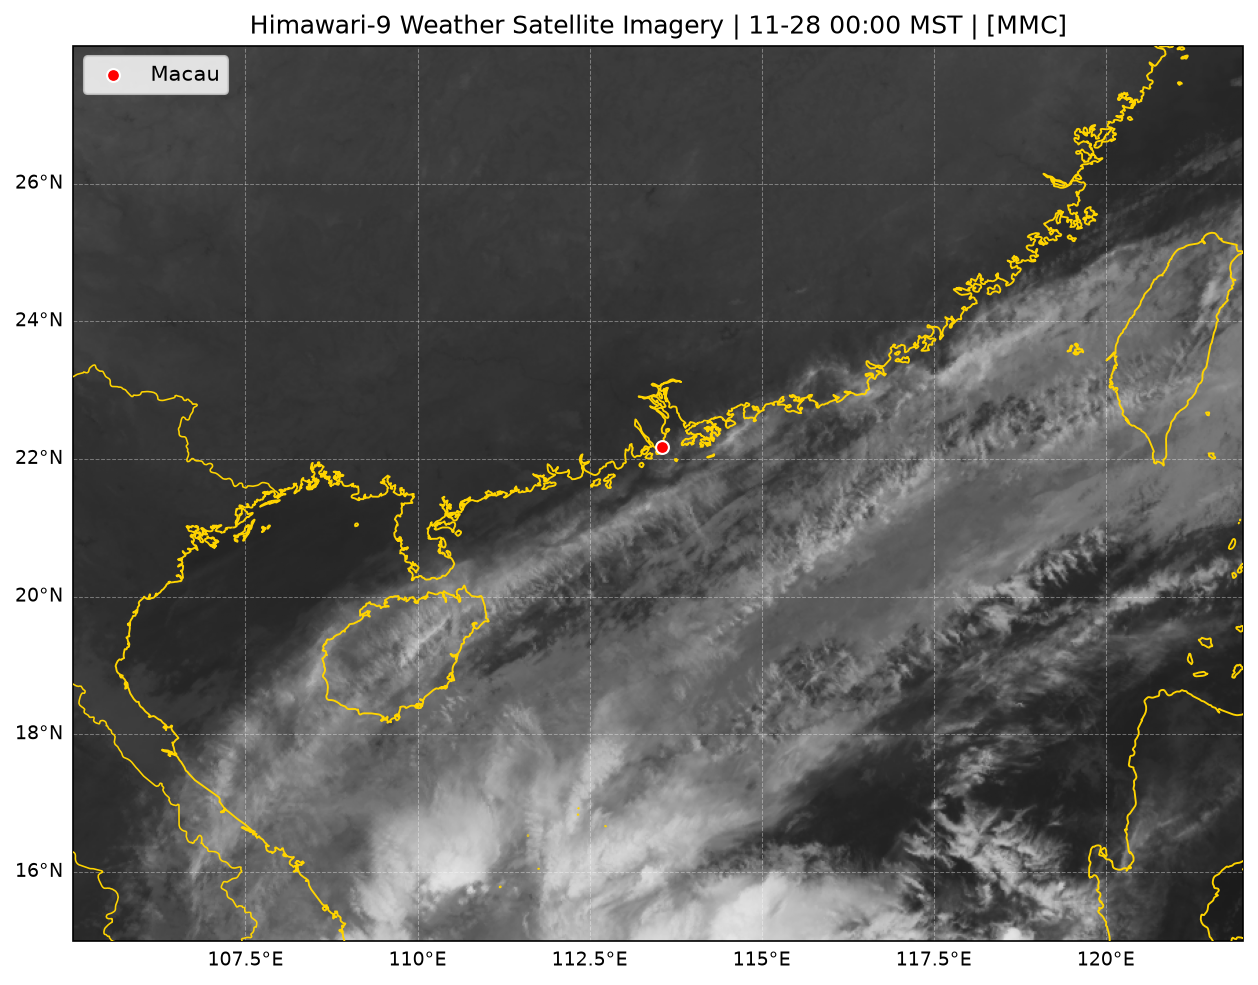 Himawari-9 Weather Satellite Imagery | 11-28 00:00 MST | [MMC]
Macau
26°N
24°N
22°N
20°N
18°N
16°N
107.5°E
110°E
112.5°E
115°E
117.5°E
120°E